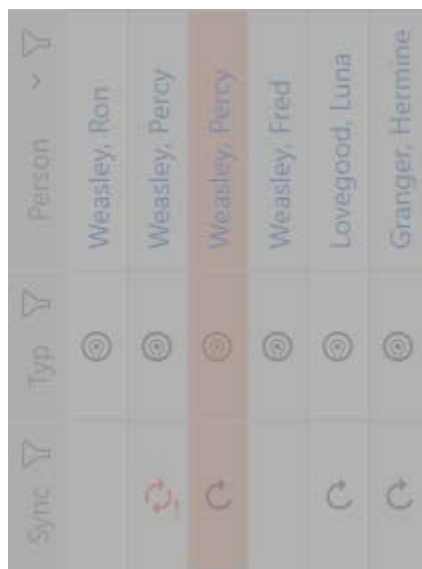 Sync Typ Person
Weasley, Ron
Weasley, Percy
Weasley, Percy
Weasley, Fred
Lovegood, Luna
Granger, Hermine